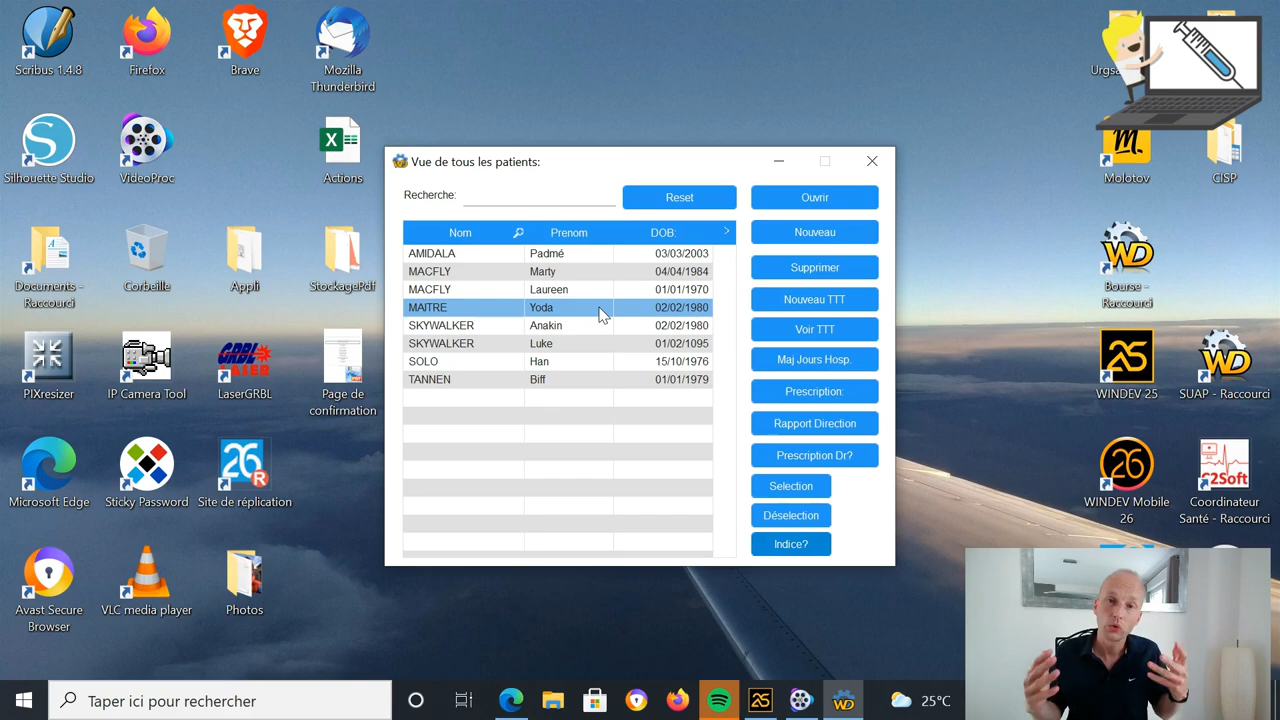 Scribus 1.4.8
Firefox
Brave
Mozilla
Thunderbird
Silhouette Studio
VideoProc
Actions
Documents -
Raccourci
Corbeille
Appli
StockagePdf
PIXresizer
IP Camera Tool
LaserGRBL
Page de
confirmation
Microsoft Edge
Sticky Password
Site de réplication
Avast Secure
Browser
VLC media player
Photos
Vue de tous les patients:
Recherche:
Reset
Nom Prenom DOB:
AMIDALA Padmé 03/03/2003
MACFLY Marty 04/04/1984
MACFLY Laureen 01/01/1970
MAITRE Yoda 02/02/1980
SKYWALKER Anakin 02/02/1980
SKYWALKER Luke 01/02/1095
SOLO Han 15/10/1976
TANNEN Biff 01/01/1979
Ouvrir
Nouveau
Supprimer
Nouveau TTT
Voir TTT
Maj Jours Hosp.
Prescription:
Rapport Direction
Prescription Dr?
Selection
Déselection
Indice?
Molotov
CISP
Bourse -
Raccourci
WINDEV 25
SUAP - Raccourci
WINDEV Mobile
26
Coordinateur
Santé - Raccourci
Taper ici pour rechercher
25°C